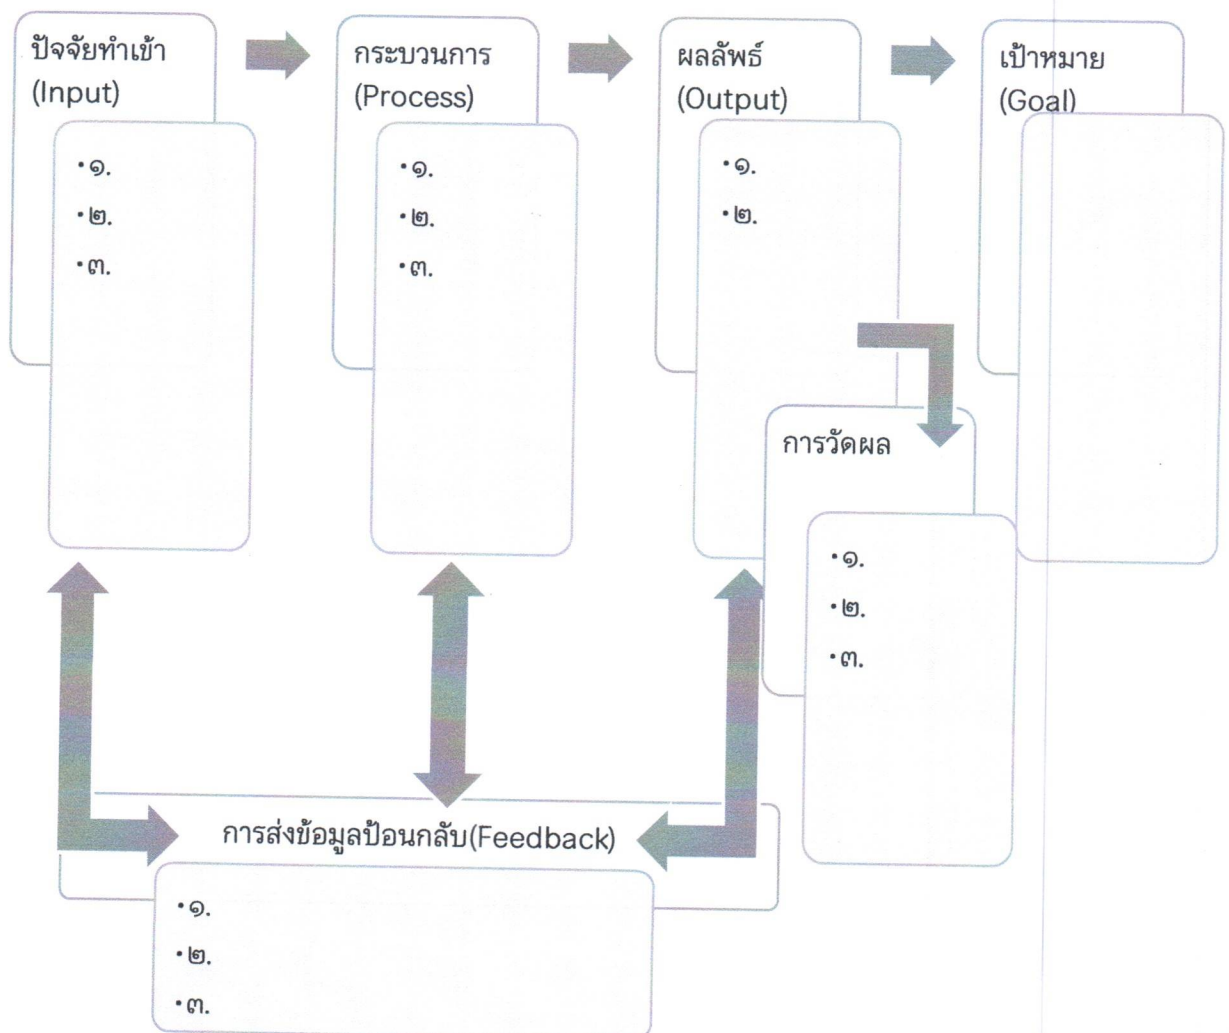 ปัจจัยทำเข้า
(Input)
•๑.
•๒.
•๓.
กระบวนการ
(Process)
•๑.
•๒.
•๓.
ผลลัพธ์
(Output)
•๑.
•๒.
เป้าหมาย
(Goal)
การวัดผล
•๑.
•๒.
•๓.
การส่งข้อมูลป้อนกลับ(Feedback)
•๑.
•๒.
•๓.